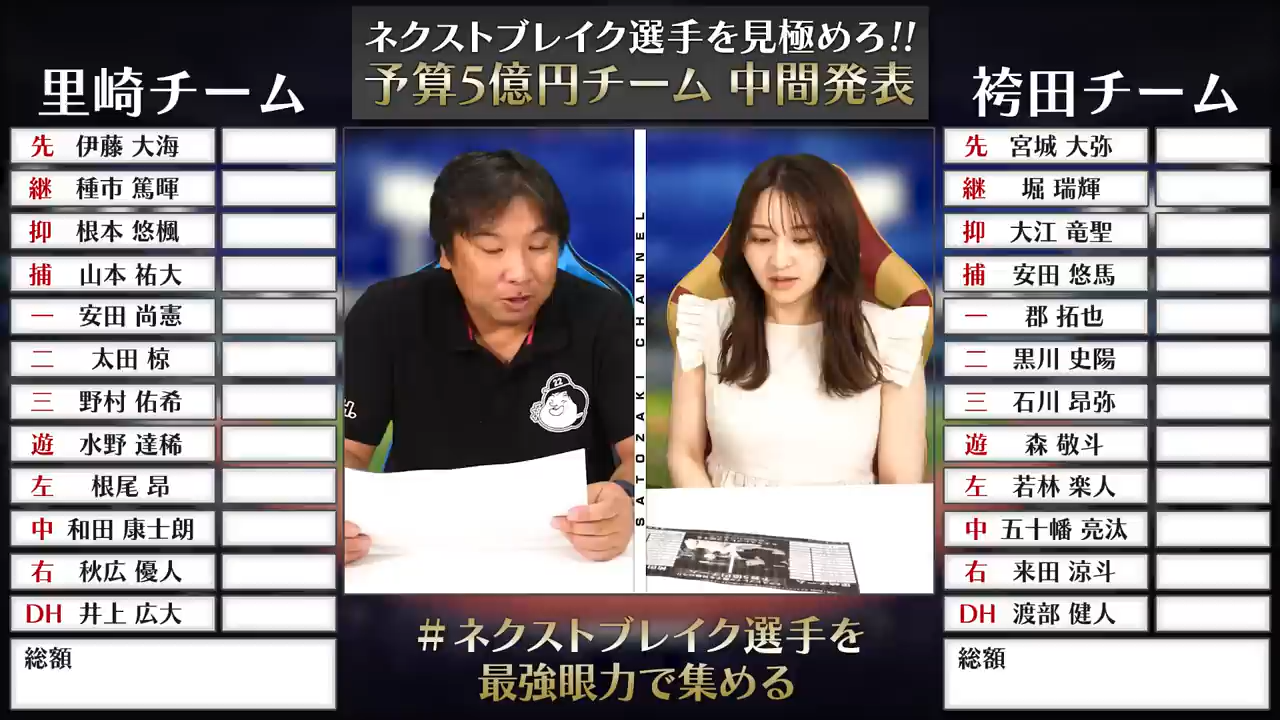 ネクストブレイク選手を見極めろ!!
予算5億円チーム 中間発表
里崎チーム
先 伊藤 大海
継 種市 篤暉
抑 根本 悠楓
捕 山本 祐大
一 安田 尚憲
二 太田 椋
三 野村 佑希
遊 水野 達稀
左 根尾 昂
中 和田 康士朗
右 秋広 優人
DH 井上 広大
総額
SATOZAKI CHANNEL
22
袴田チーム
先 宮城 大弥
継 堀 瑞輝
抑 大江 竜聖
捕 安田 悠馬
一 郡 拓也
二 黒川 史陽
三 石川 昂弥
遊 森 敬斗
左 若林 楽人
中 五十幡 亮汰
右 来田 涼斗
DH 渡部 健人
総額
#ネクストブレイク選手を
最強眼力で集める